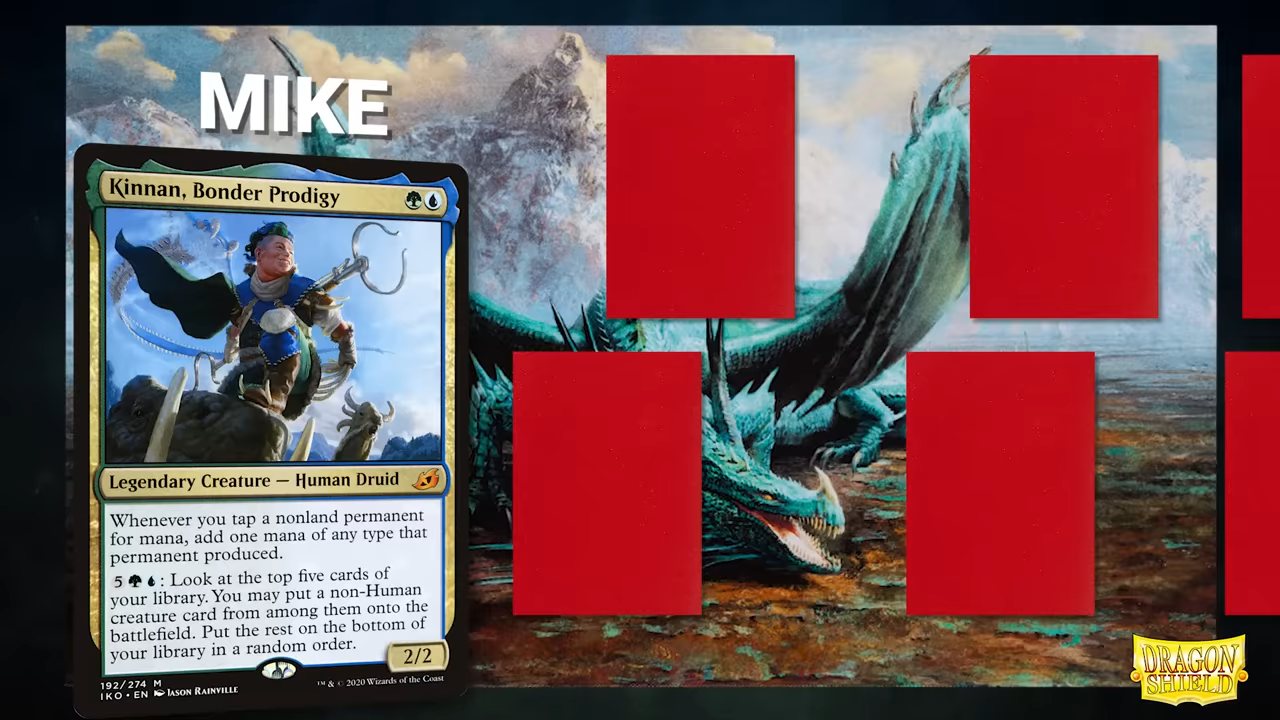 MIKE
Kinnan, Bonder Prodigy
Legendary Creature — Human Druid
Whenever you tap a nonland permanent
for mana, add one mana of any type that
permanent produced.
5 : Look at the top five cards of
your library. You may put a non-Human
creature card from among them onto the
battlefield. Put the rest on the bottom of
your library in a random order.
2/2
192/274 M
IKO • EN Jason Rainville
™ & © 2020 Wizards of the Coast
DRAGON
SHIELD